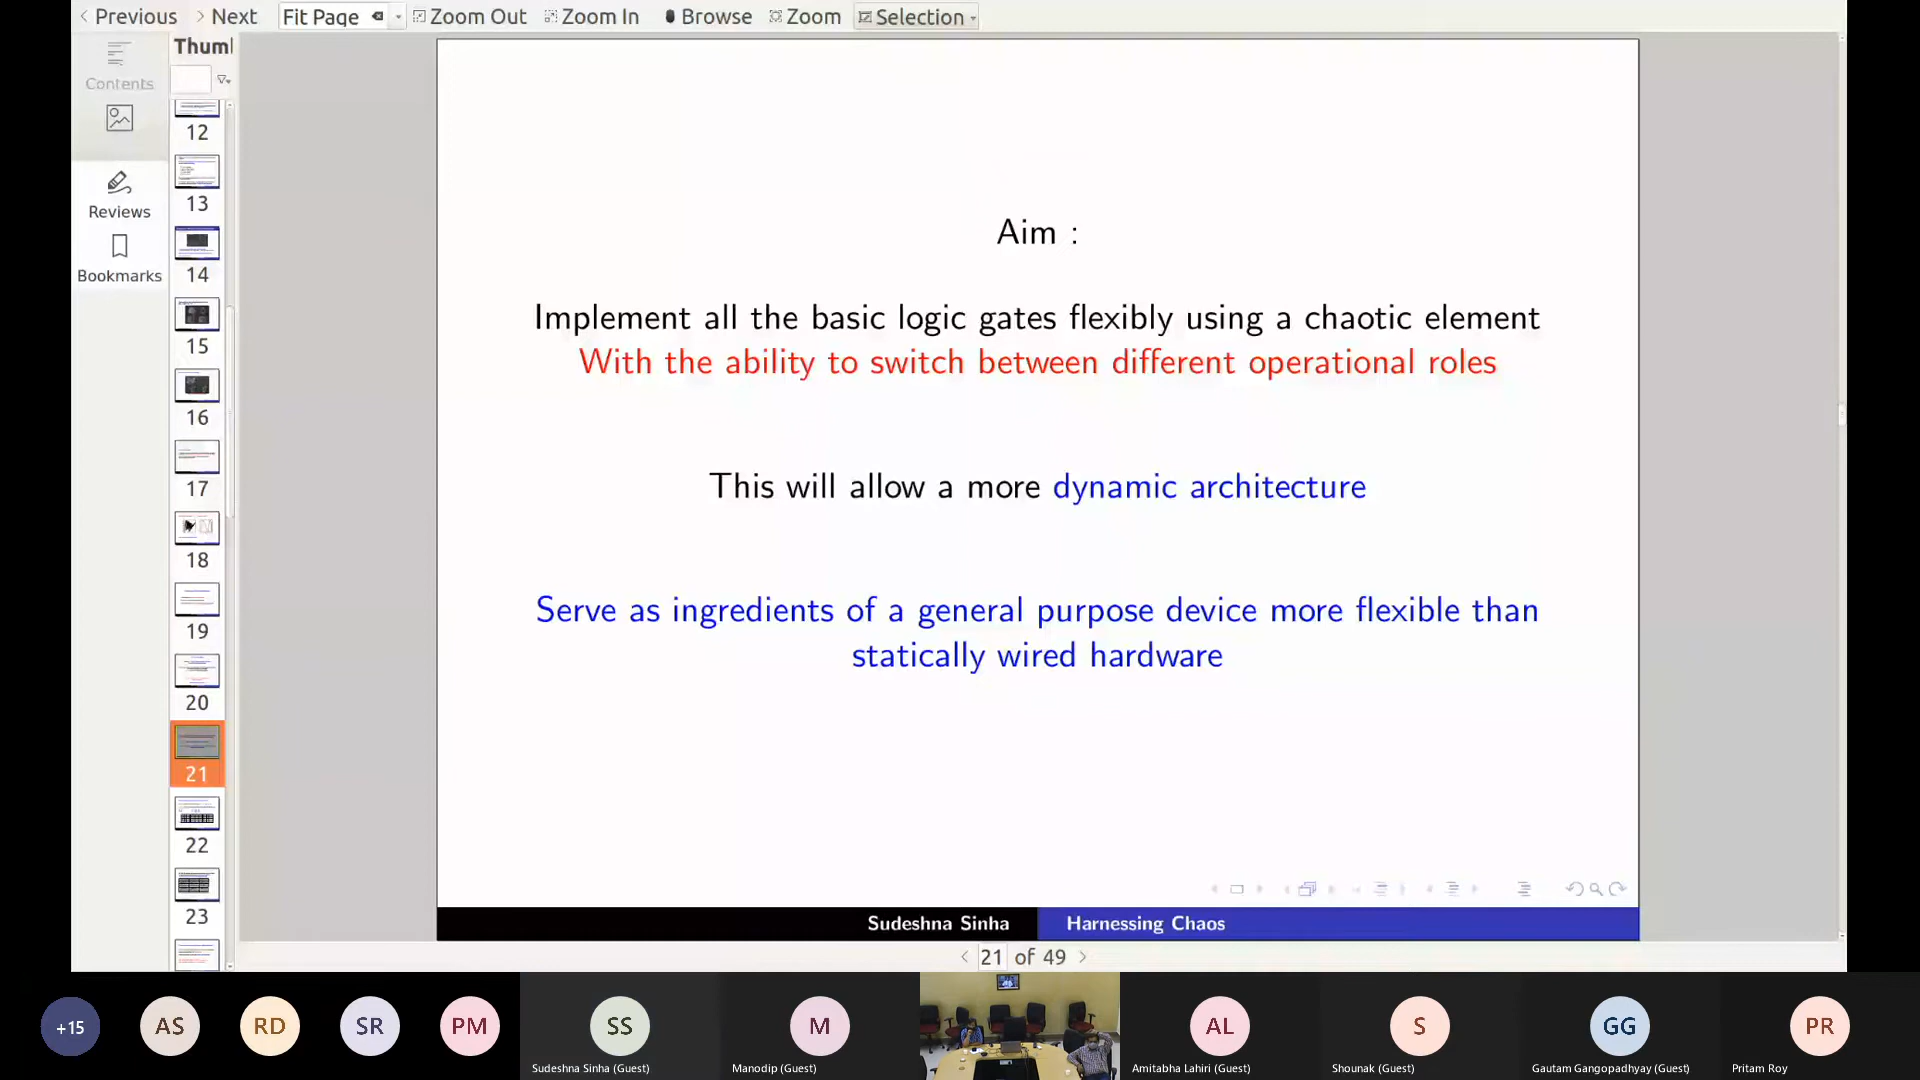 Previous Next Fit Page Zoom Out Zoom In Browse Zoom Selection
Thuml
Contents
Reviews
Bookmarks
12
13
14
15
16
17
18
19
20
21
22
23
Aim :
Implement all the basic logic gates flexibly using a chaotic element
With the ability to switch between different operational roles
This will allow a more dynamic architecture
Serve as ingredients of a general purpose device more flexible than
statically wired hardware
Sudeshna Sinha Harnessing Chaos
21 of 49
+15 AS RD SR PM SS M AL S GG PR
Sudeshna Sinha (Guest) Manodip (Guest) Amitabha Lahiri (Guest) Shounak (Guest) Gautam Gangopadhyay (Guest) Pritam Roy